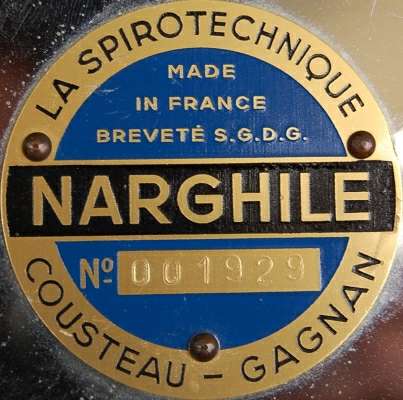 LA SPIROTECHNIQUE
MADE
IN FRANCE
BREVETÉ S.G.D.G.
NARGHILE
Nº 001929
COUSTEAU – GAGNAN